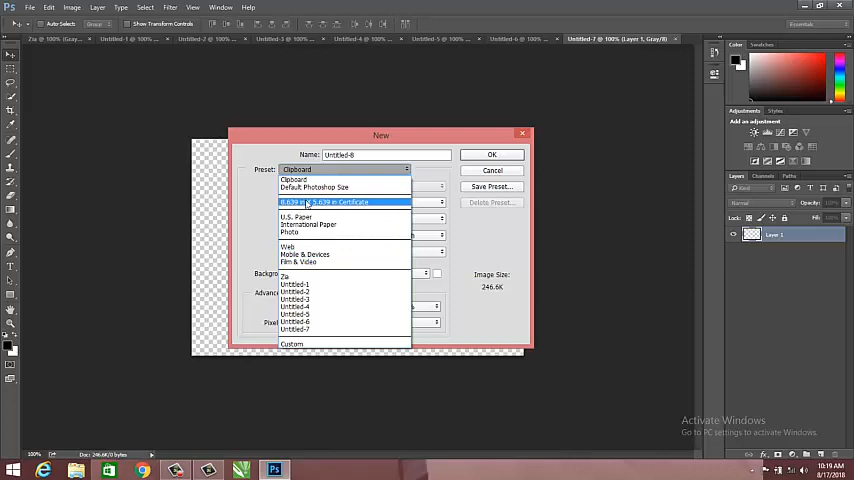 File Edit Image Layer Type Select Filter View Window Help
Auto Select: Group Show Transform Controls Essentials
Zia @ 100% (Gray... Untitled-1 @ 100%... Untitled-2 @ 100%... Untitled-3 @ 100%... Untitled-4 @ 100%... Untitled-5 @ 100%... Untitled-6 @ 100%... Untitled-7 @ 100% (Layer 1, Gray/8)
Color Swatches
New
Name: Untitled-8 OK
Preset: Clipboard Cancel
Clipboard
Default Photoshop Size Save Preset...
8.639 in X 5.639 in Certificate Delete Preset...
U.S. Paper
International Paper
Photo
Web
Mobile & Devices
Film & Video
Zia
Untitled-1
Untitled-2
Untitled-3
Untitled-4
Untitled-5
Untitled-6
Untitled-7
Custom
Backgro
Advance
Pixel
Image Size:
246.6K
Adjustments Styles
Add an adjustment
Layers Channels Paths
Kind
Normal Opacity: 100%
Lock: Fill: 100%
Layer 1
Activate Windows
Go to PC settings to activate Windows.
100% Doc: 246.6K/0 bytes
10:19 AM
8/17/2018